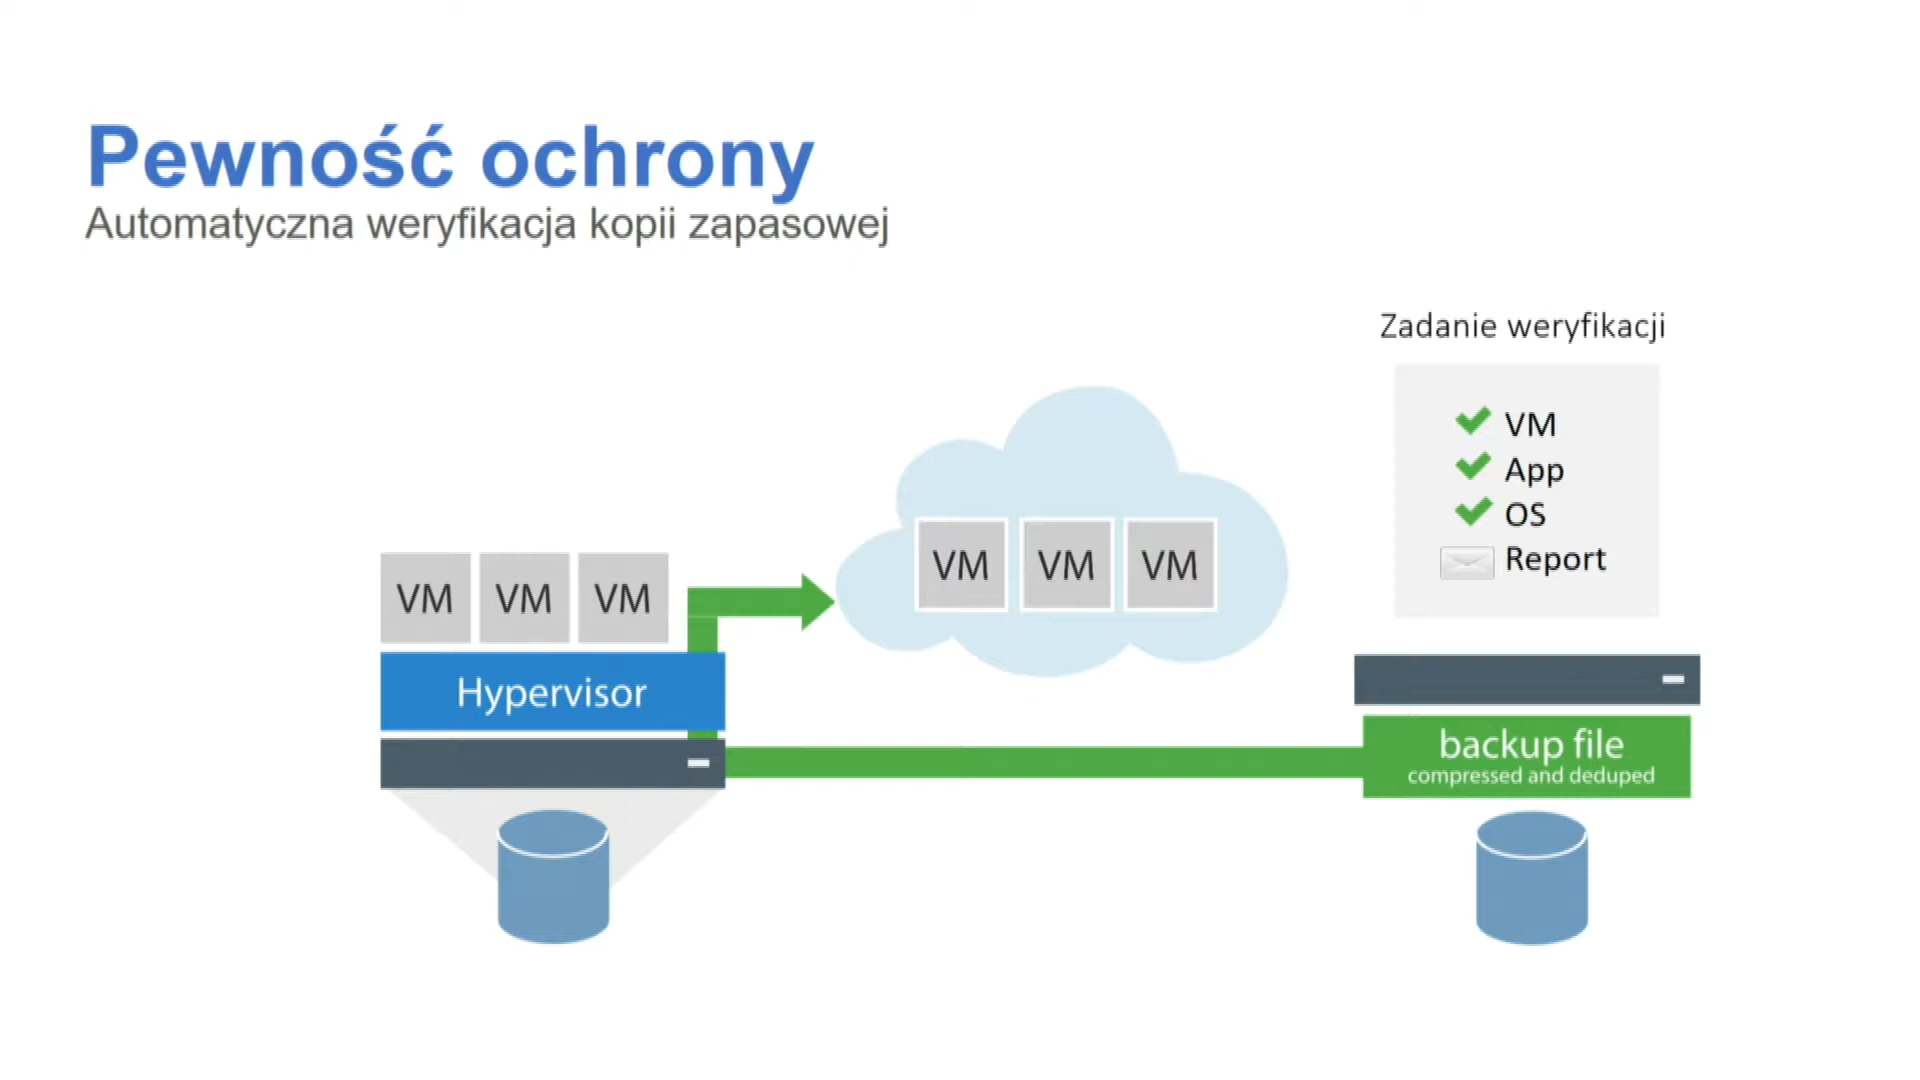 Pewność ochrony
Automatyczna weryfikacja kopii zapasowej
Zadanie weryfikacji
VM
App
OS
Report
VM VM VM
VM VM VM
Hypervisor
backup file
compressed and deduped